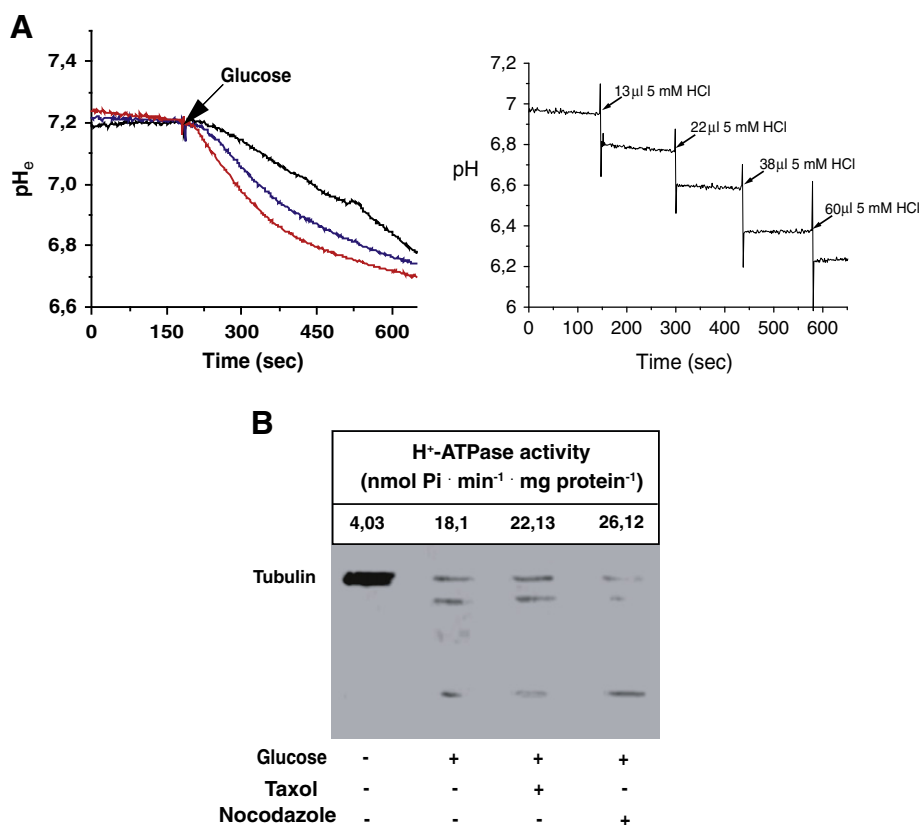 A
7,4
7,2
7,0
6,8
6,6
pHe
Glucose
0 150 300 450 600
Time (sec)
7,2
7
6,8
6,6
6,4
6,2
6
pH
13µl 5 mM HCl
22µl 5 mM HCl
38µl 5 mM HCl
60µl 5 mM HCl
0 100 200 300 400 500 600
Time (sec)
B
H+-ATPase activity
(nmol Pi · min-1 · mg protein-1)
4,03 18,1 22,13 26,12
Tubulin
Glucose - + + +
Taxol - - + -
Nocodazole - - - +